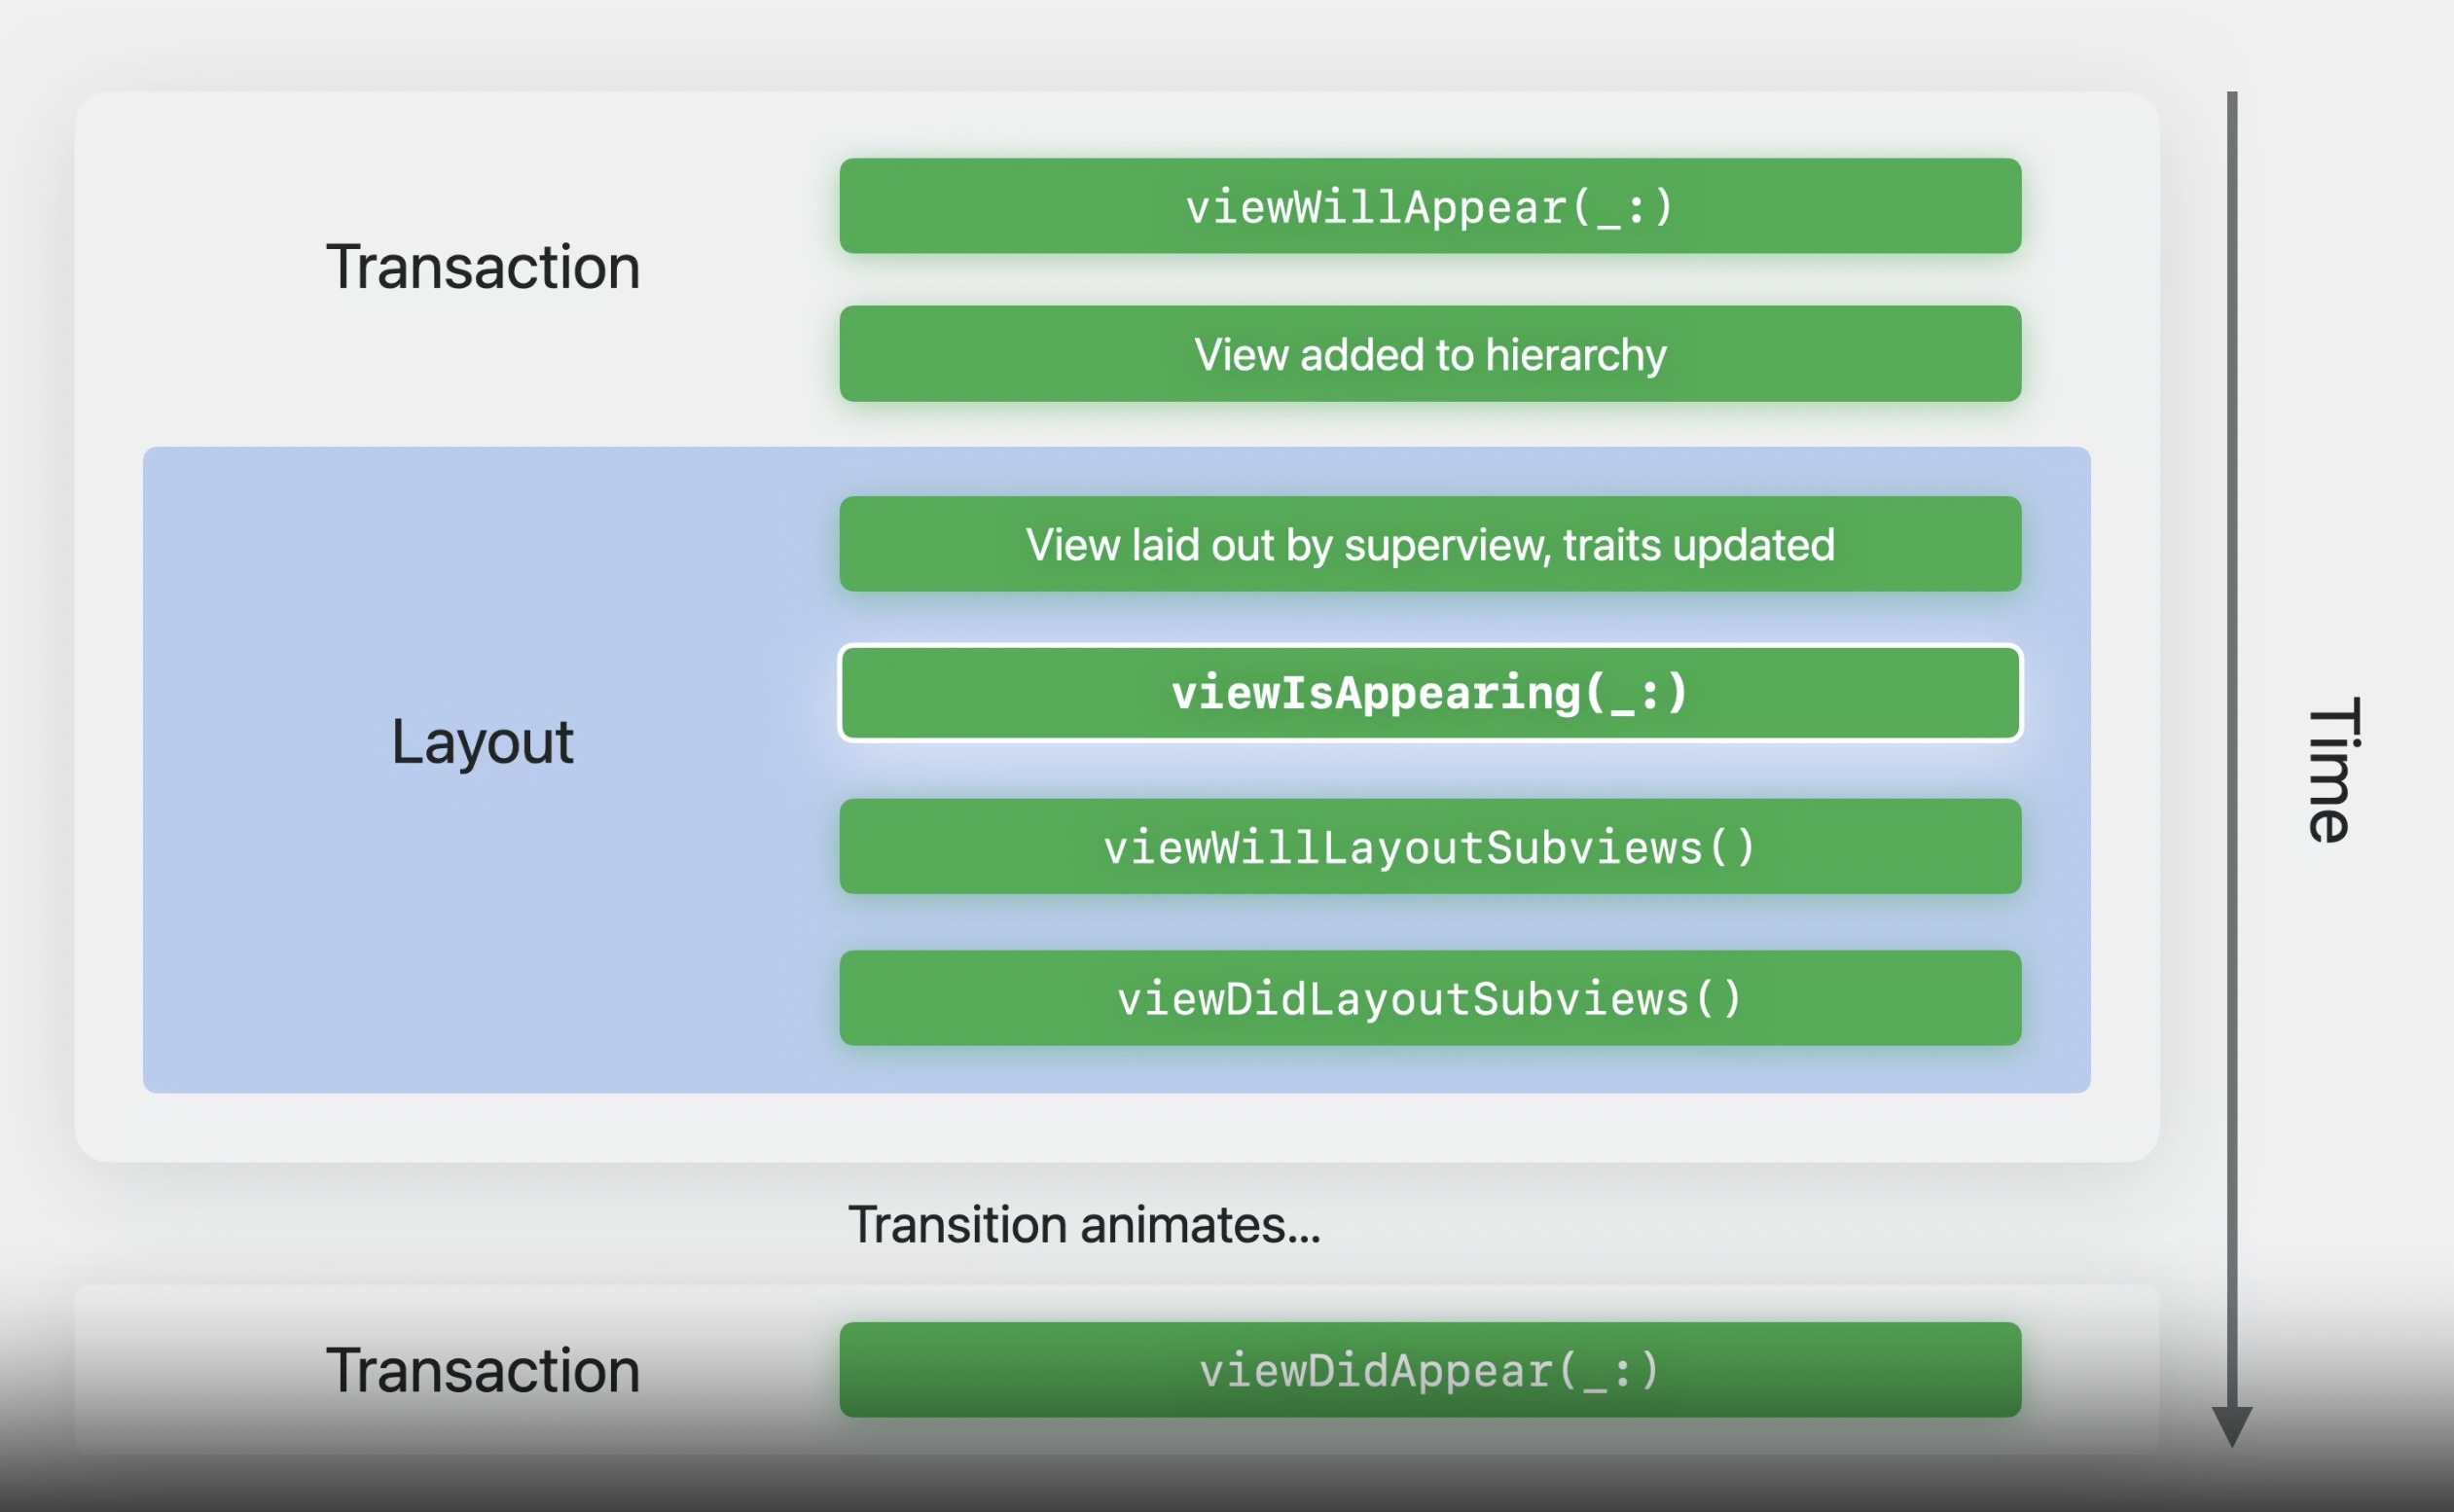 Transaction
viewWillAppear(_:)
View added to hierarchy
Layout
View laid out by superview, traits updated
viewIsAppearing(_:)
viewWillLayoutSubviews()
viewDidLayoutSubviews()
Transition animates...
Transaction
viewDidAppear(_:)
Time